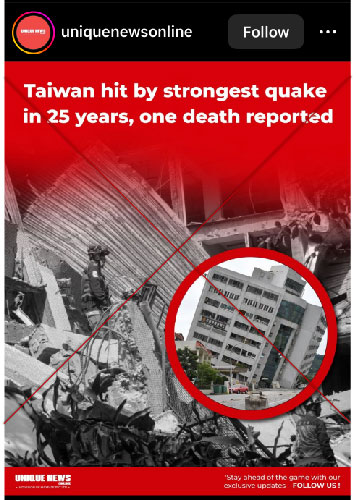 uniquenewsonline
Follow
Taiwan hit by strongest quake
in 25 years, one death reported
UNIQUE NEWS
"Stay ahead of the game with our
exclusive updates FOLLOW US!